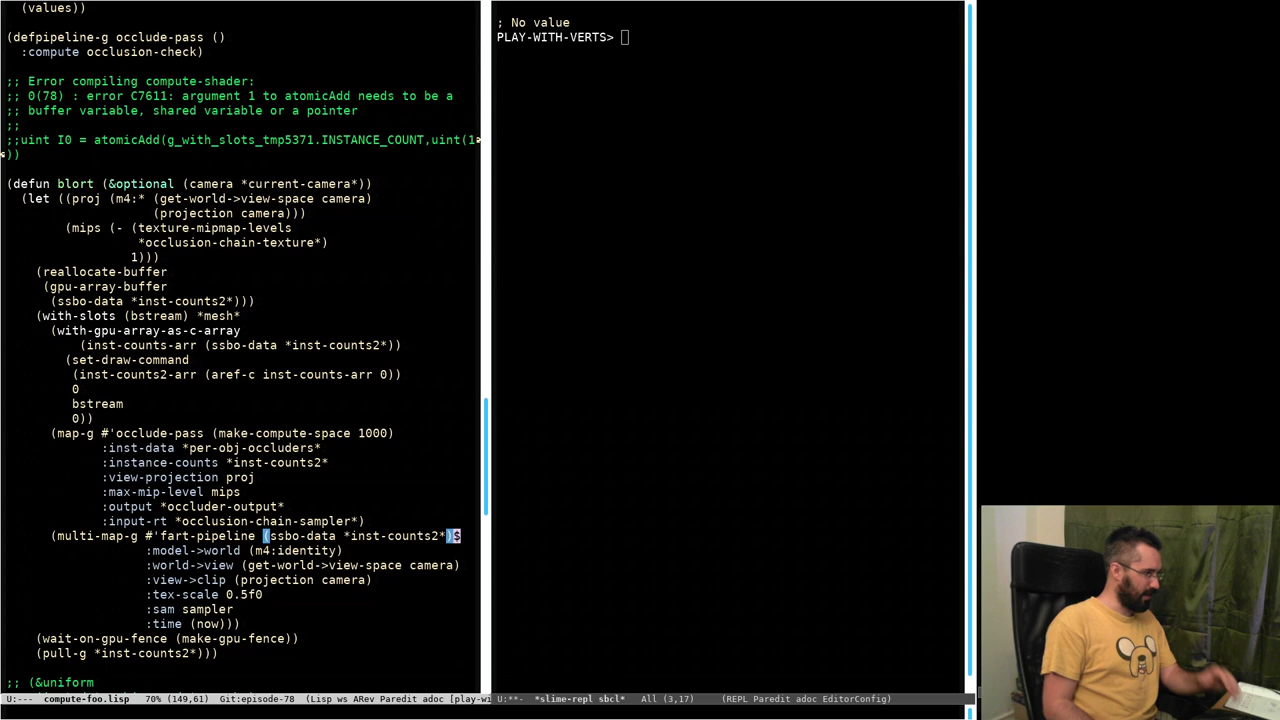 (values))
(defpipeline-g occlude-pass ()
:compute occlusion-check)
;; Error compiling compute-shader:
;; 0(78) : error C7611: argument 1 to atomicAdd needs to be a
;; buffer variable, shared variable or a pointer
;;
;;uint I0 = atomicAdd(g_with_slots_tmp5371.INSTANCE_COUNT,uint(1
))
(defun blort (&optional (camera *current-camera*))
(let ((proj (m4:* (get-world->view-space camera)
(projection camera)))
(mips (- (texture-mipmap-levels
*occlusion-chain-texture*)
1)))
(reallocate-buffer
(gpu-array-buffer
(ssbo-data *inst-counts2*)))
(with-slots (bstream) *mesh*
(with-gpu-array-as-c-array
(inst-counts-arr (ssbo-data *inst-counts2*))
(set-draw-command
(inst-counts2-arr (aref-c inst-counts-arr 0))
0
bstream
0))
(map-g #'occlude-pass (make-compute-space 1000)
:inst-data *per-obj-occluders*
:instance-counts *inst-counts2*
:view-projection proj
:max-mip-level mips
:output *occluder-output*
:input-rt *occlusion-chain-sampler*)
(multi-map-g #'fart-pipeline (ssbo-data *inst-counts2*)$
:model->world (m4:identity)
:world->view (get-world->view-space camera)
:view->clip (projection camera)
:tex-scale 0.5f0
:sam sampler
:time (now)))
(wait-on-gpu-fence (make-gpu-fence))
(pull-g *inst-counts2*)))
;; (&uniform
U:--- compute-foo.lisp 70% (149,61) Git:episode-78 (Lisp ws ARev Paredit adoc [play-wi
; No value
PLAY-WITH-VERTS>
U:**- *slime-repl sbcl* All (3,17) (REPL Paredit adoc EditorConfig)